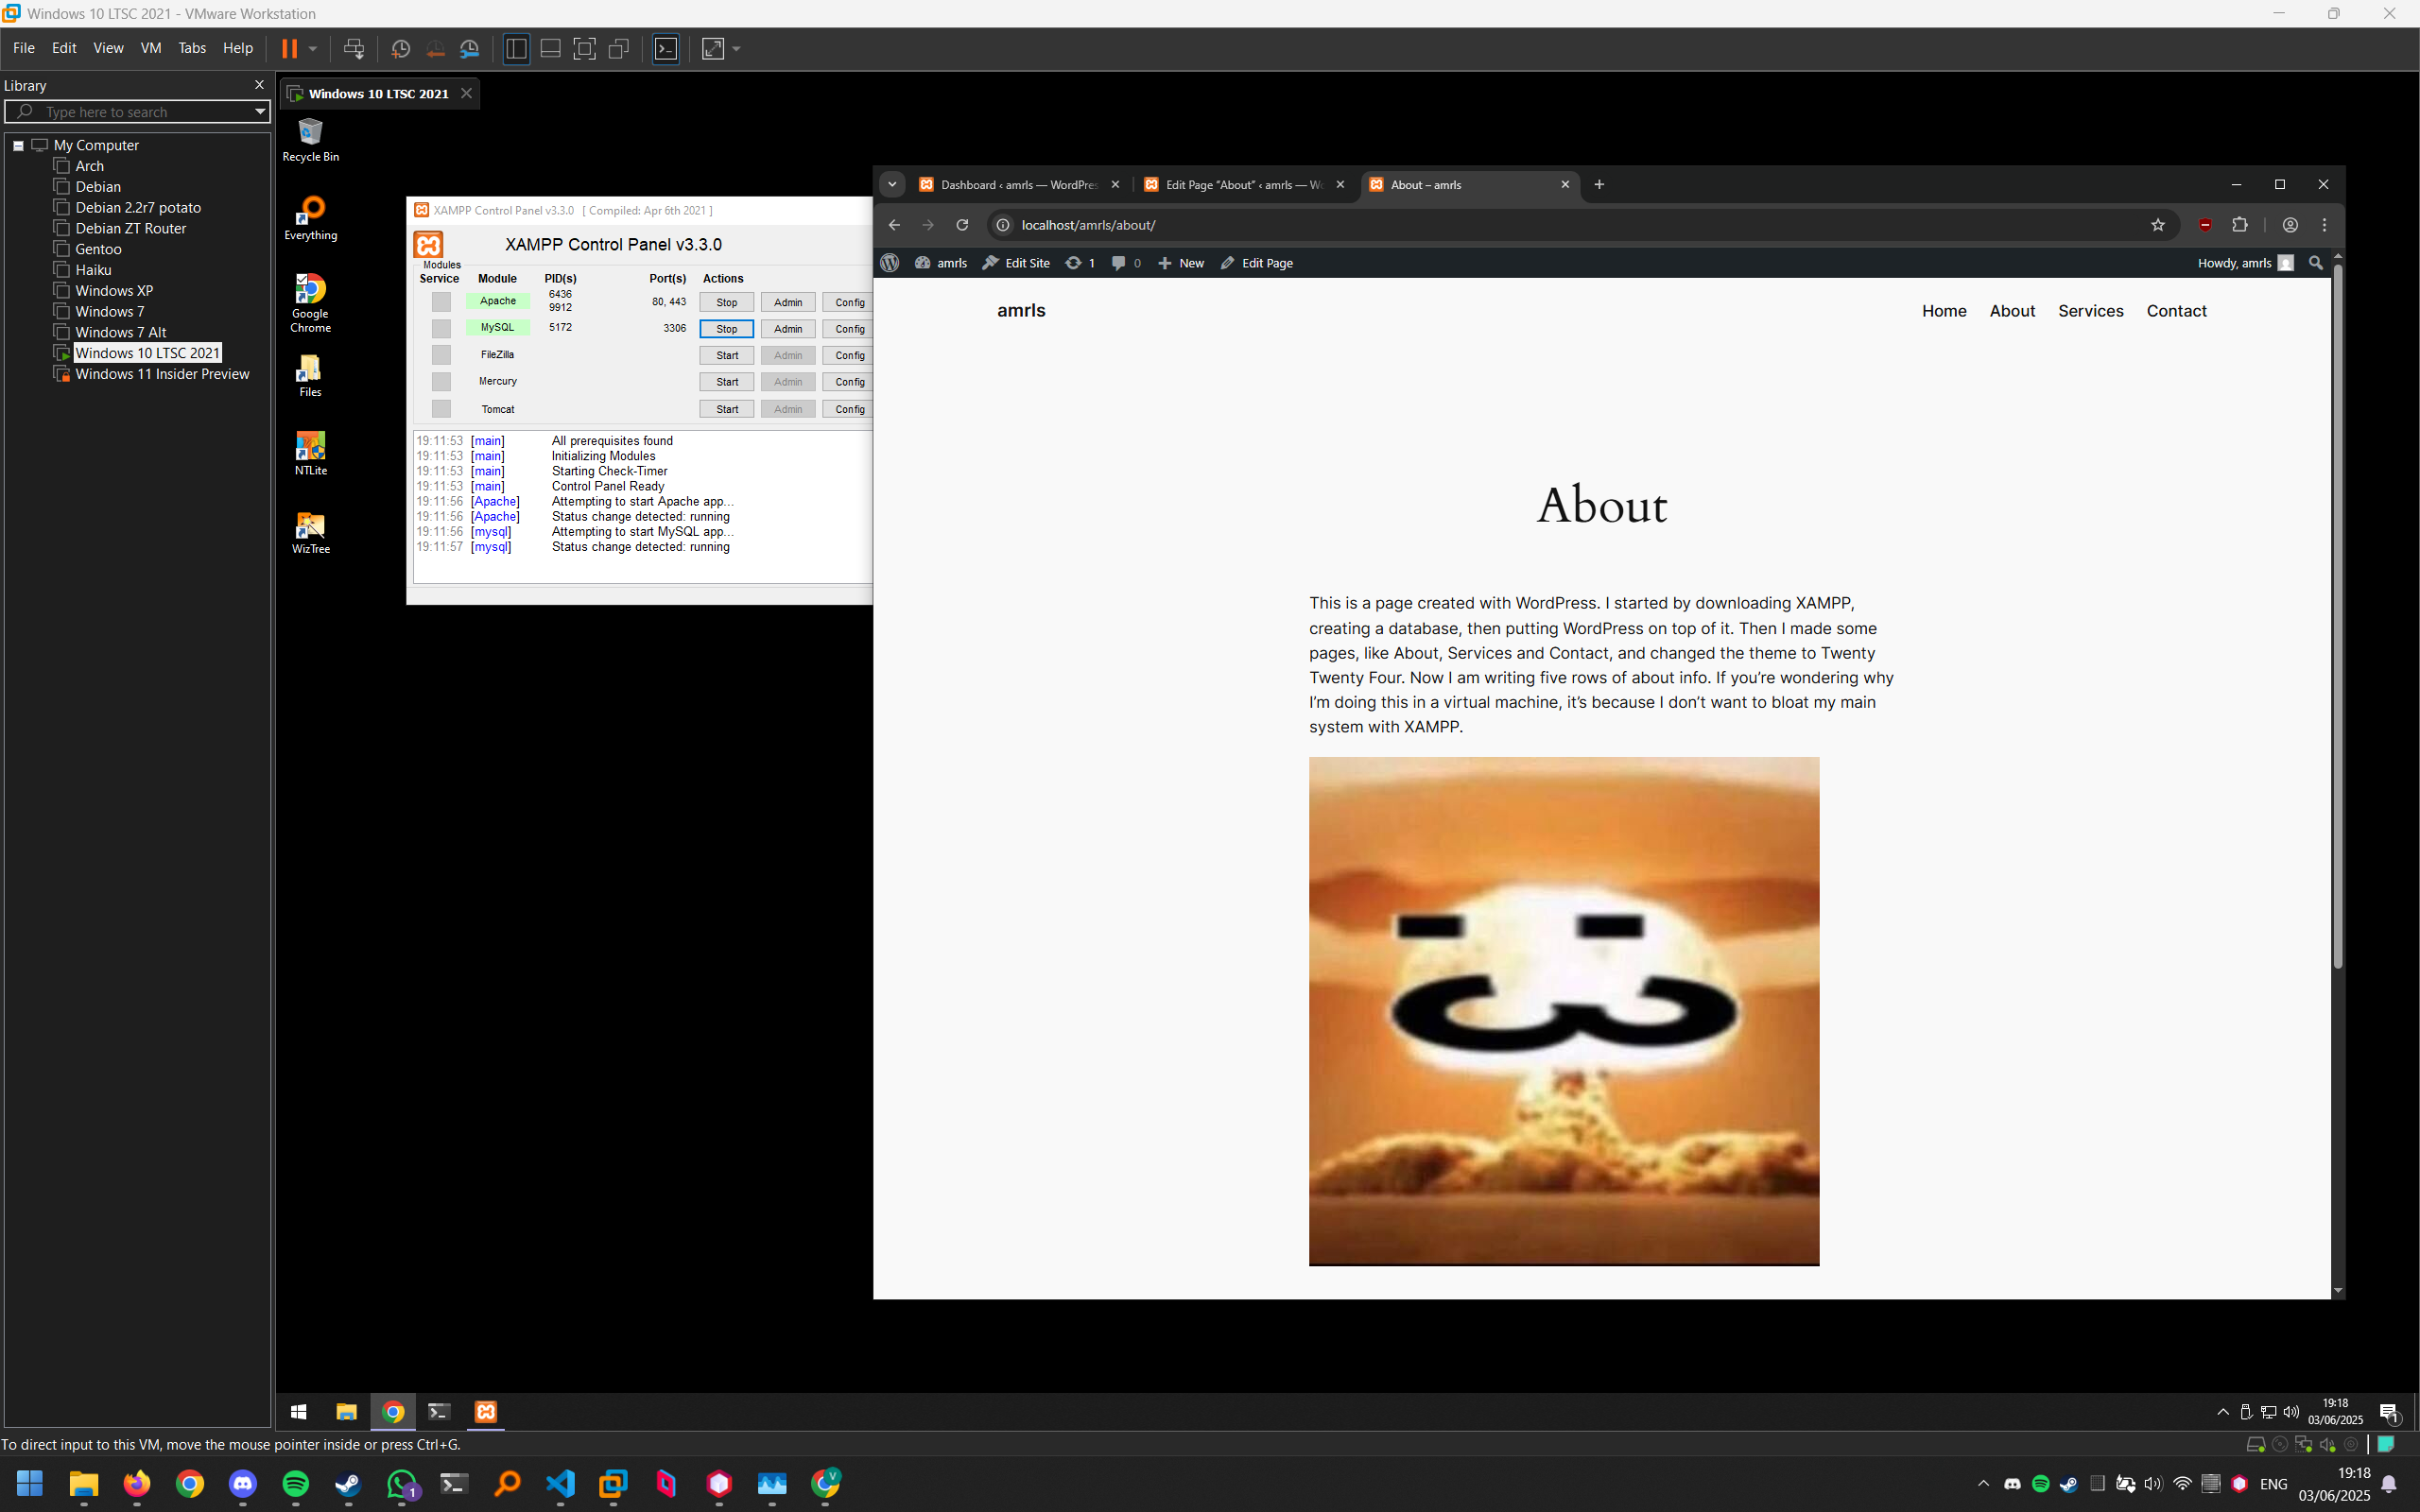 Windows 10 LTSC 2021 - VMware Workstation
File Edit View VM Tabs Help
Library
Type here to search
My Computer
Arch
Debian
Debian 2.2r7 potato
Debian ZT Router
Gentoo
Haiku
Windows XP
Windows 7
Windows 7 Alt
Windows 10 LTSC 2021
Windows 11 Insider Preview
Windows 10 LTSC 2021
Recycle Bin
Everything
Google
Chrome
Files
NTLite
WizTree
XAMPP Control Panel v3.3.0 [ Compiled: Apr 6th 2021 ]
XAMPP Control Panel v3.3.0
Modules
Service Module PID(s) Port(s) Actions
Apache 6436 9912 80, 443 Stop Admin Config
MySQL 5172 3306 Stop Admin Config
FileZilla Start Admin Config
Mercury Start Admin Config
Tomcat Start Admin Config
19:11:53 [main] All prerequisites found
19:11:53 [main] Initializing Modules
19:11:53 [main] Starting Check-Timer
19:11:53 [main] Control Panel Ready
19:11:56 [Apache] Attempting to start Apache app...
19:11:56 [Apache] Status change detected: running
19:11:56 [mysql] Attempting to start MySQL app...
19:11:57 [mysql] Status change detected: running
Dashboard ‹ amrls — WordPres
Edit Page “About” ‹ amrls — Wo
About – amrls
localhost/amrls/about/
amrls Edit Site 1 0 New Edit Page Howdy, amrls
amrls
Home About Services Contact
About
This is a page created with WordPress. I started by downloading XAMPP,
creating a database, then putting WordPress on top of it. Then I made some
pages, like About, Services and Contact, and changed the theme to Twenty
Twenty Four. Now I am writing five rows of about info. If you’re wondering why
I’m doing this in a virtual machine, it’s because I don’t want to bloat my main
system with XAMPP.
19:18
03/06/2025
1
To direct input to this VM, move the mouse pointer inside or press Ctrl+G.
1
V
ENG
19:18
03/06/2025